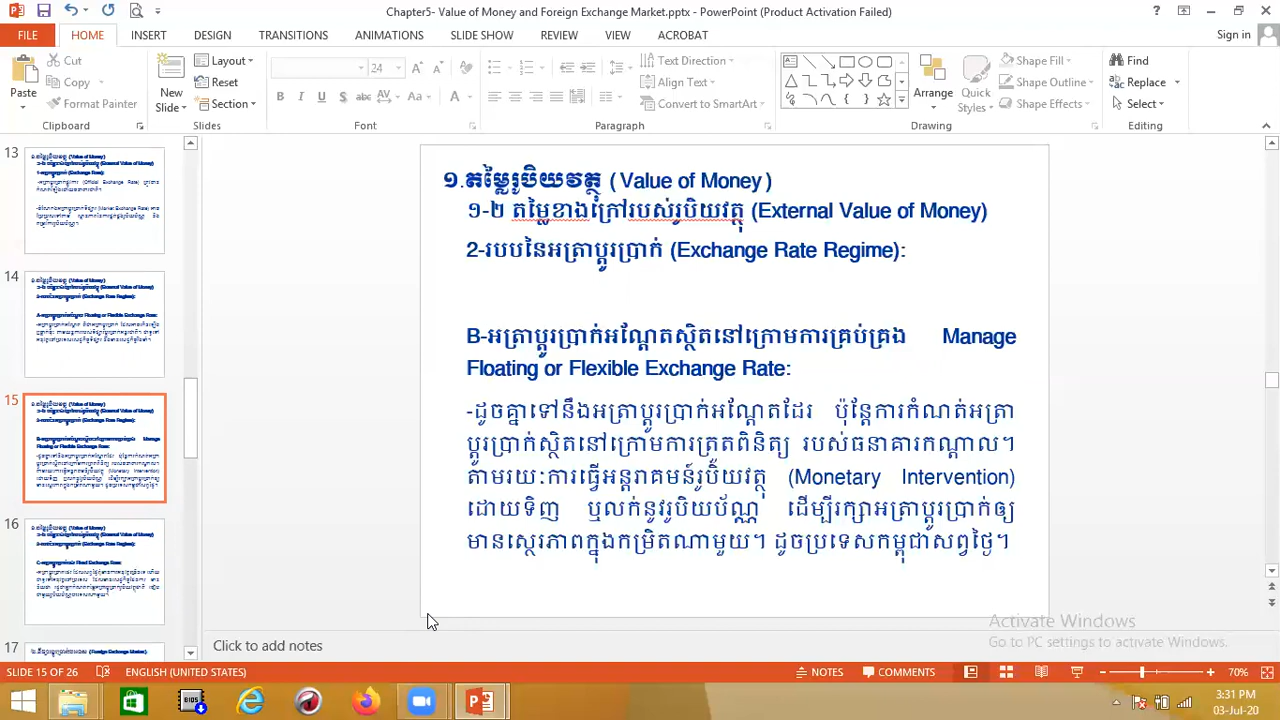 Chapter5- Value of Money and Foreign Exchange Market.pptx - PowerPoint (Product Activation Failed)
FILE HOME INSERT DESIGN TRANSITIONS ANIMATIONS SLIDE SHOW REVIEW VIEW ACROBAT Sign in
Paste
Cut
Copy
Format Painter
Clipboard
New Slide
Layout
Reset
Section
Slides
24
B I U S abc AV Aa A
Font
Text Direction
Align Text
Convert to SmartArt
Paragraph
Arrange
Quick Styles
Shape Fill
Shape Outline
Shape Effects
Drawing
Find
Replace
Select
Editing
13
14
15
16
17
១.តម្លៃរូបិយវត្ថុ ( Value of Money )
១-២ តម្លៃខាងក្រៅរបស់រូបិយវត្ថុ (External Value of Money)
2-របបនៃអត្រាប្តូរប្រាក់ (Exchange Rate Regime):
B-អត្រាប្តូរប្រាក់អណ្តែតស្ថិតនៅក្រោមការគ្រប់គ្រង Manage
Floating or Flexible Exchange Rate:
-ដូចគ្នាទៅនឹងអត្រាប្តូរប្រាក់អណ្តែតដែរ ប៉ុន្តែការកំណត់អត្រា
ប្តូរប្រាក់ស្ថិតនៅក្រោមការត្រួតពិនិត្យ របស់ធនាគារកណ្តាល។
តាមរយៈការធ្វើអន្តរាគមន៍រូបិយវត្ថុ (Monetary Intervention)
ដោយទិញ ឬលក់នូវរូបិយប័ណ្ណ ដើម្បីរក្សាអត្រាប្តូរប្រាក់ឲ្យ
មានស្ថេរភាពក្នុងកម្រិតណាមួយ។ ដូចប្រទេសកម្ពុជាសព្វថ្ងៃ។
Activate Windows
Go to PC settings to activate Windows.
Click to add notes
SLIDE 15 OF 26 ENGLISH (UNITED STATES) NOTES COMMENTS 70%
BIOS
3:31 PM
03-Jul-20